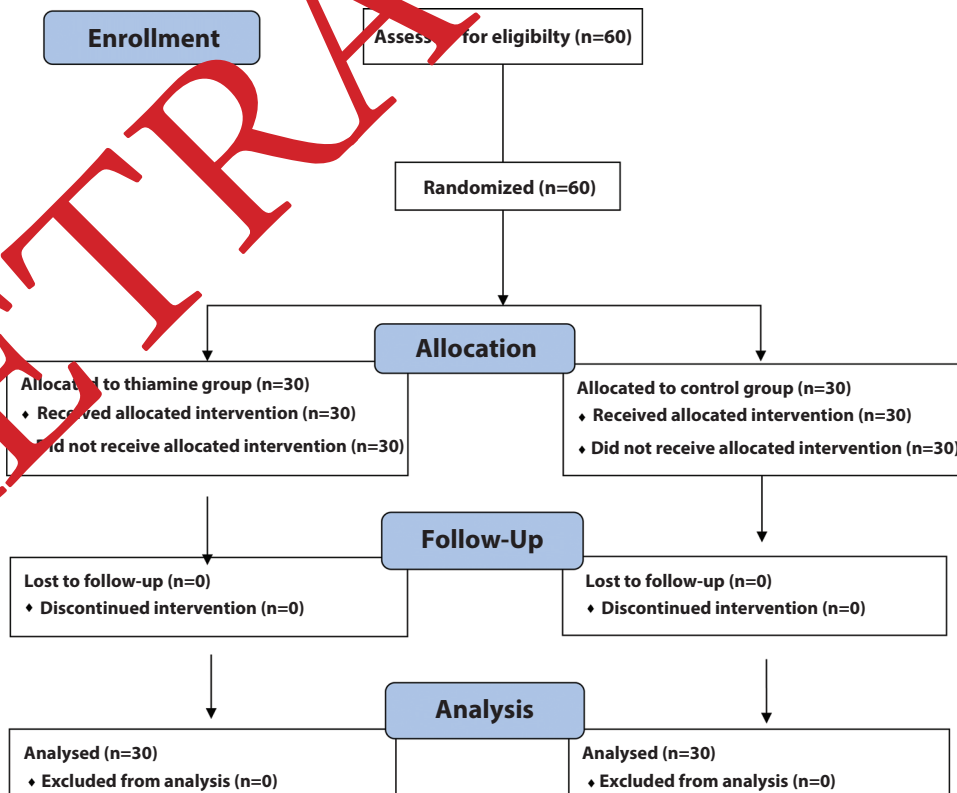 Enrollment
Assessed for eligibilty (n=60)
Randomized (n=60)
Allocation
Allocated to thiamine group (n=30)
♦ Received allocated intervention (n=30)
Did not receive allocated intervention (n=30)
Allocated to control group (n=30)
♦ Received allocated intervention (n=30)
♦ Did not receive allocated intervention (n=30)
Follow-Up
Lost to follow-up (n=0)
♦ Discontinued intervention (n=0)
Lost to follow-up (n=0)
♦ Discontinued intervention (n=0)
Analysis
Analysed (n=30)
♦ Excluded from analysis (n=0)
Analysed (n=30)
♦ Excluded from analysis (n=0)
ETRA